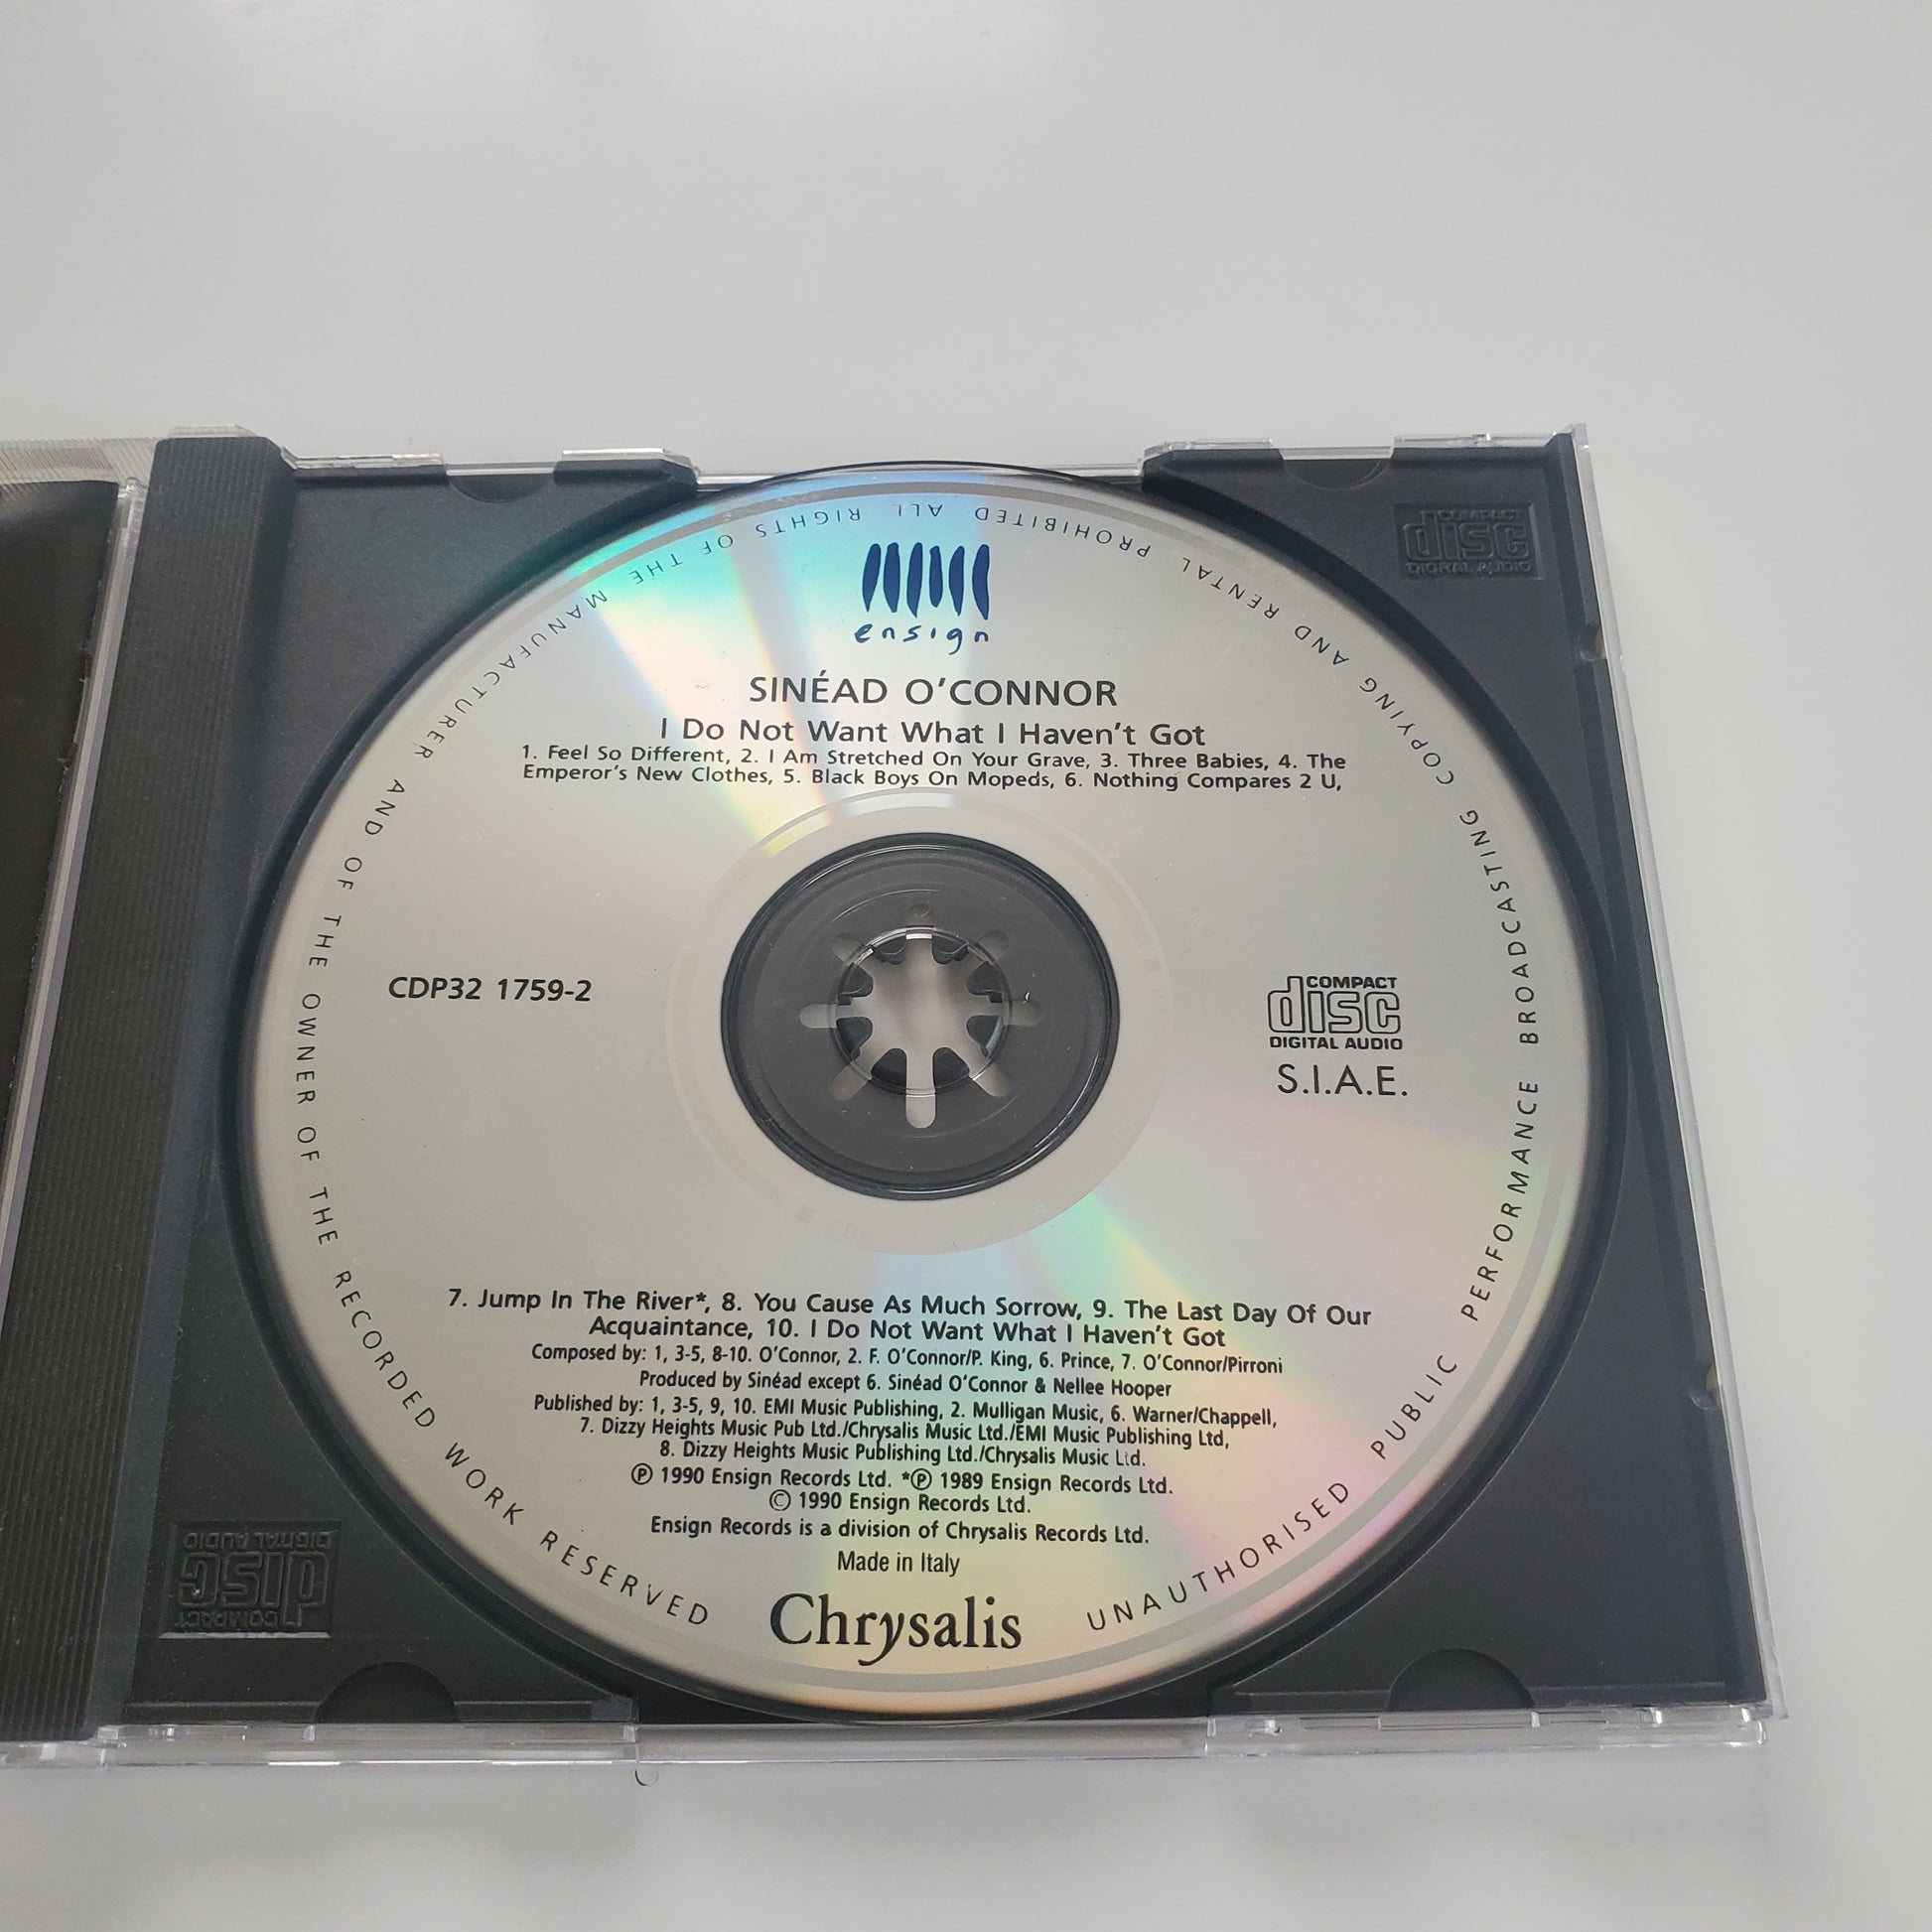 ensign
SINÉAD O'CONNOR
I Do Not Want What I Haven't Got
1. Feel So Different, 2. I Am Stretched On Your Grave, 3. Three Babies, 4. The
Emperor's New Clothes, 5. Black Boys On Mopeds, 6. Nothing Compares 2 U,
CDP32 1759-2
COMPACT
disc
DIGITAL AUDIO
S.I.A.E.
7. Jump In The River*, 8. You Cause As Much Sorrow, 9. The Last Day Of Our
Acquaintance, 10. I Do Not Want What I Haven't Got
Composed by: 1, 3-5, 8-10. O'Connor, 2. F. O'Connor/P. King, 6. Prince, 7. O'Connor/Pirroni
Produced by Sinéad except 6. Sinéad O'Connor & Nellee Hooper
Published by: 1, 3-5, 9, 10. EMI Music Publishing, 2. Mulligan Music, 6. Warner/Chappell,
7. Dizzy Heights Music Pub Ltd./Chrysalis Music Ltd./EMI Music Publishing Ltd,
8. Dizzy Heights Music Publishing Ltd./Chrysalis Music Ltd.
℗ 1990 Ensign Records Ltd. *℗ 1989 Ensign Records Ltd.
© 1990 Ensign Records Ltd.
Ensign Records is a division of Chrysalis Records Ltd.
Made in Italy
Chrysalis
UNAUTHORISED PUBLIC PERFORMANCE BROADCASTING COPYING AND RENTAL PROHIBITED ALL RIGHTS OF THE MANUFACTURER AND OF THE OWNER OF THE RECORDED WORK RESERVED
COMPACT
disc
DIGITAL AUDIO
COMPACT
disc
DIGITAL AUDIO